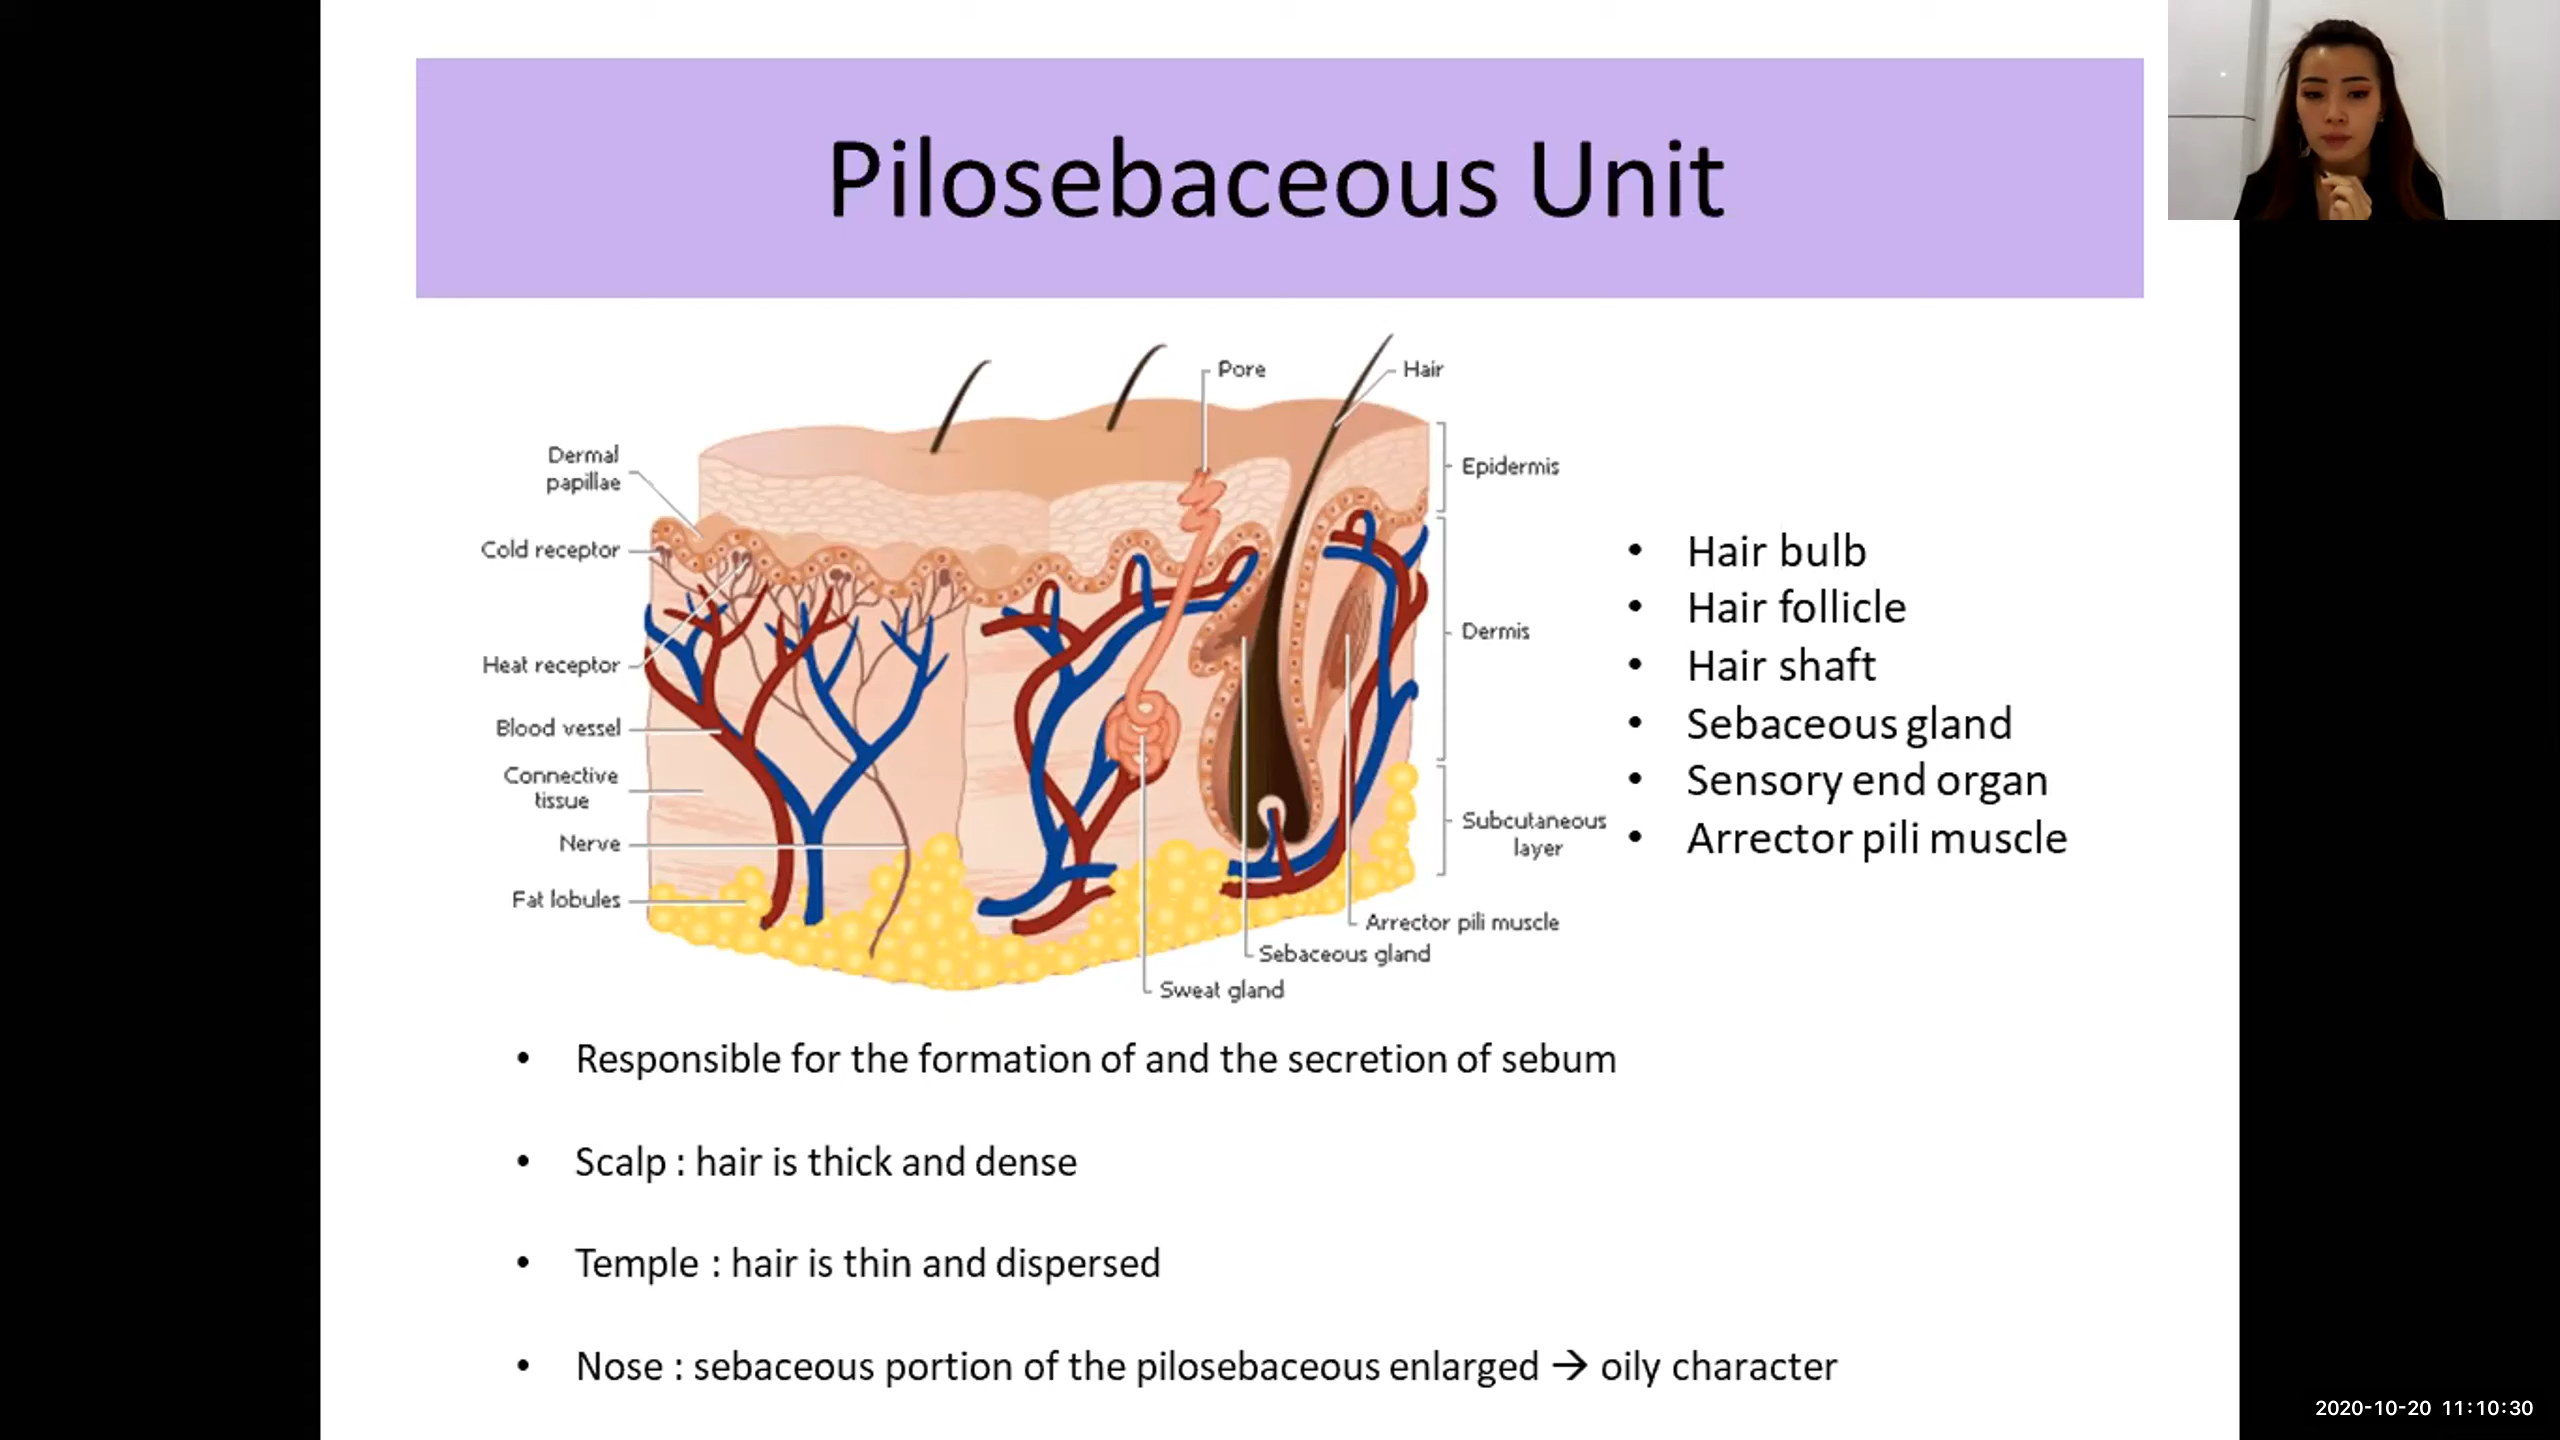 Pilosebaceous Unit
Pore
Hair
Dermal
papillae
Cold receptor
Heat receptor
Blood vessel
Connective
tissue
Nerve
Fat lobules
Epidermis
Dermis
Subcutaneous
layer
Arrector pili muscle
Sebaceous gland
Sweat gland
• Hair bulb
• Hair follicle
• Hair shaft
• Sebaceous gland
• Sensory end organ
• Arrector pili muscle
• Responsible for the formation of and the secretion of sebum
• Scalp : hair is thick and dense
• Temple : hair is thin and dispersed
• Nose : sebaceous portion of the pilosebaceous enlarged → oily character
2020-10-20 11:10:30